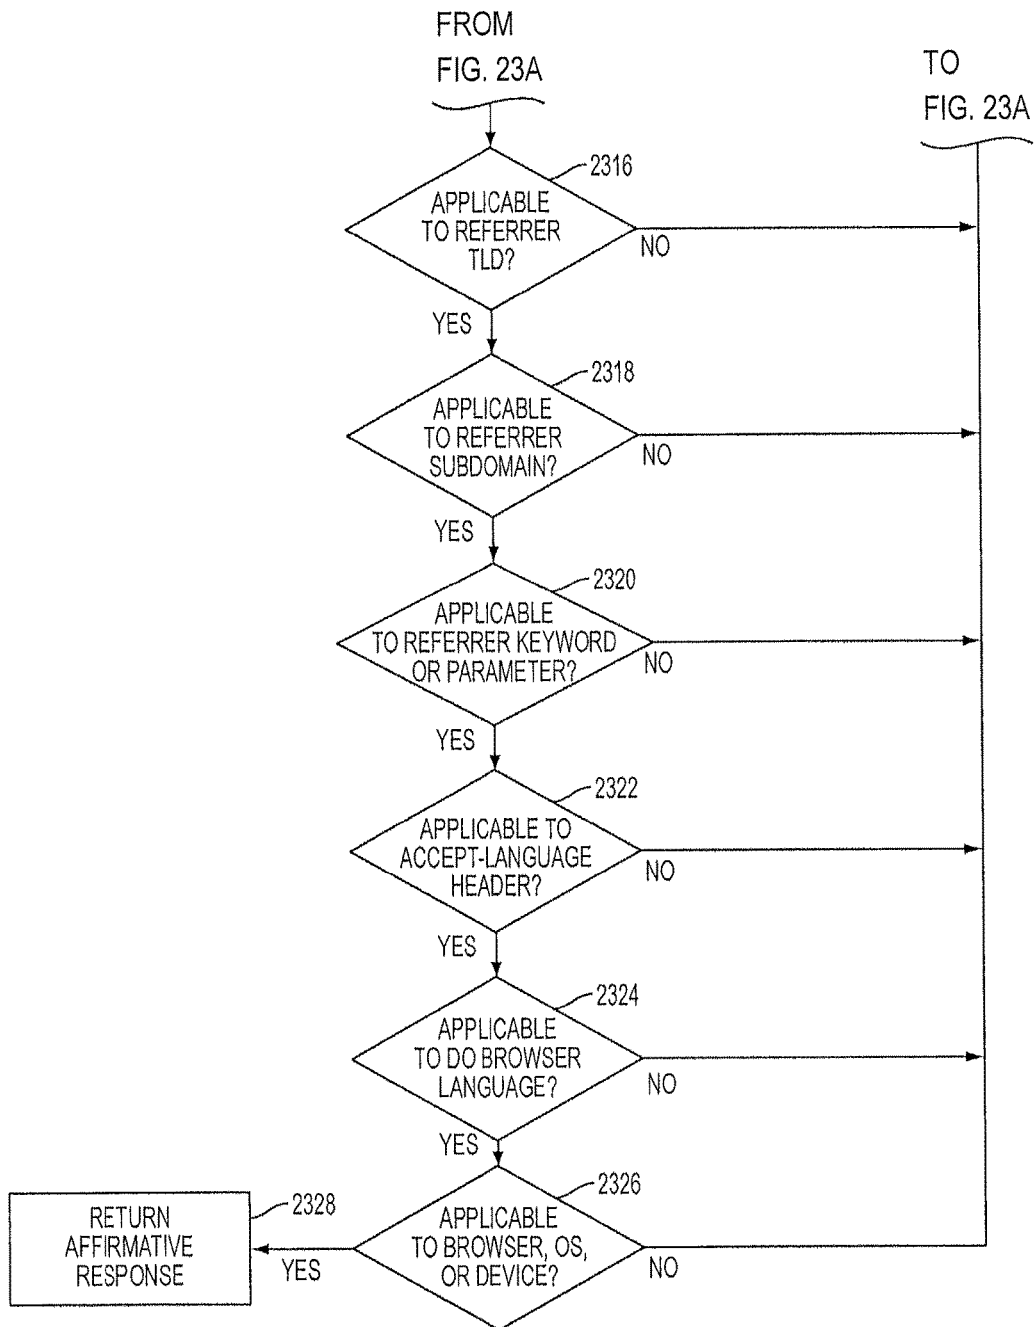 FROM
FIG. 23A
TO
FIG. 23A
2316
APPLICABLE
TO REFERRER
TLD?
NO
YES
2318
APPLICABLE
TO REFERRER
SUBDOMAIN?
NO
YES
2320
APPLICABLE
TO REFERRER KEYWORD
OR PARAMETER?
NO
YES
2322
APPLICABLE TO
ACCEPT-LANGUAGE
HEADER?
NO
YES
2324
APPLICABLE
TO DO BROWSER
LANGUAGE?
NO
YES
2326
APPLICABLE
TO BROWSER, OS,
OR DEVICE?
NO
YES
2328
RETURN
AFFIRMATIVE
RESPONSE